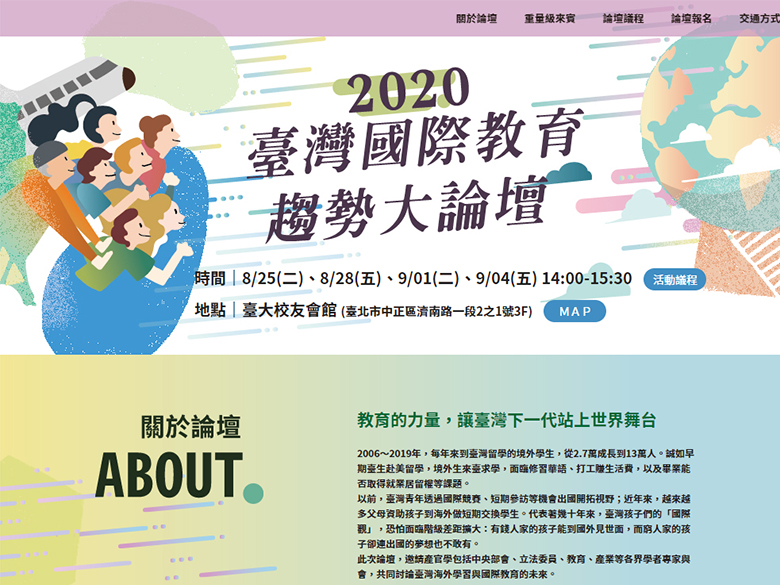 關於論壇 重量級來賓 論壇議程 論壇報名 交通方式
2020
臺灣國際教育
趨勢大論壇
時間｜8/25(二)、8/28(五)、9/01(二)、9/04(五) 14:00-15:30 活動議程
地點｜臺大校友會館 (臺北市中正區濟南路一段2之1號3F) MAP
關於論壇
ABOUT.
教育的力量，讓臺灣下一代站上世界舞台
2006～2019年，每年來到臺灣留學的境外學生，從2.7萬成長到13萬人。誠如早
期臺生赴美留學，境外生來臺求學，面臨修習華語、打工賺生活費，以及畢業能
否取得就業居留權等課題。
以前，臺灣青年透過國際競賽、短期參訪等機會出國開拓視野；近年來，越來越
多父母資助孩子到海外做短期交換學生。代表著幾十年來，臺灣孩子們的「國際
觀」，恐怕面臨階級差距擴大：有錢人家的孩子能到國外見世面，而窮人家的孩
子卻連出國的夢想也不敢有。
此次論壇，邀請產官學包括中央部會、立法委員、教育、產業等各界學者專家與
會，共同討論臺灣海外學習與國際教育的未來。